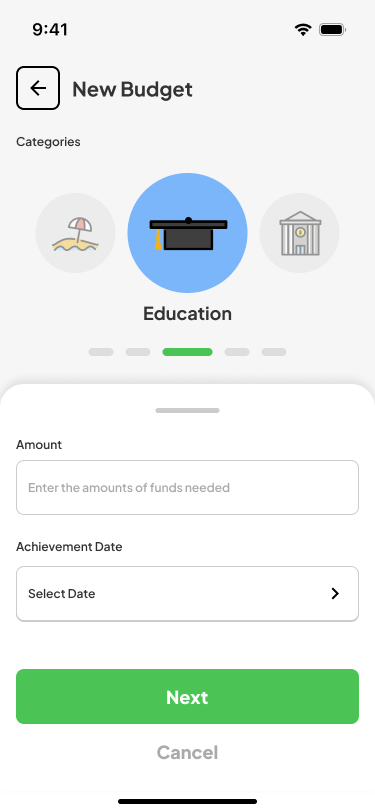 9:41
New Budget
Categories
Education
Amount
Enter the amounts of funds needed
Achievement Date
Select Date
Next
Cancel